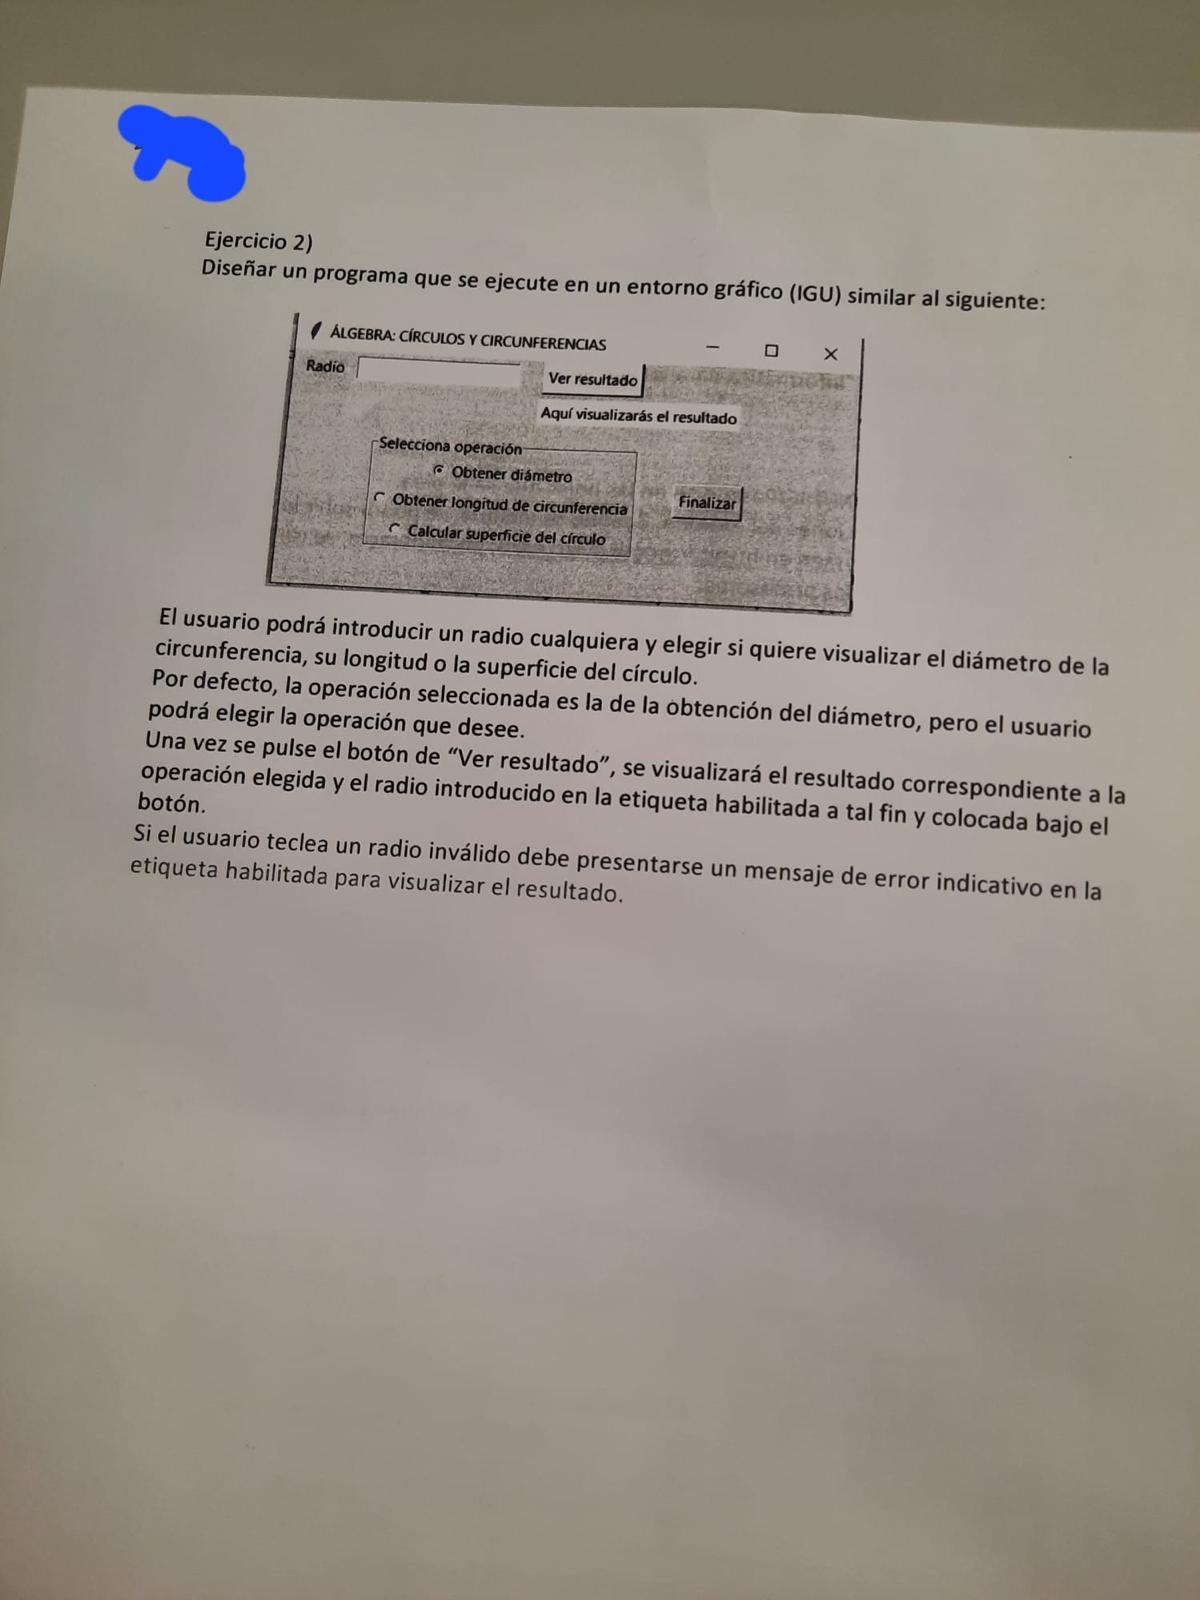 Ejercicio 2)
Diseñar un programa que se ejecute en un entorno gráfico (IGU) similar al siguiente:
ÁLGEBRA: CÍRCULOS Y CIRCUNFERENCIAS
Radio
Ver resultado
Aquí visualizarás el resultado
Selecciona operación
Obtener diámetro
Obtener longitud de circunferencia
Finalizar
Calcular superficie del círculo
El usuario podrá introducir un radio cualquiera y elegir si quiere visualizar el diámetro de la
circunferencia, su longitud o la superficie del círculo.
Por defecto, la operación seleccionada es la de la obtención del diámetro, pero el usuario
podrá elegir la operación que desee.
Una vez se pulse el botón de “Ver resultado”, se visualizará el resultado correspondiente a la
operación elegida y el radio introducido en la etiqueta habilitada a tal fin y colocada bajo el
botón.
Si el usuario teclea un radio inválido debe presentarse un mensaje de error indicativo en la
etiqueta habilitada para visualizar el resultado.